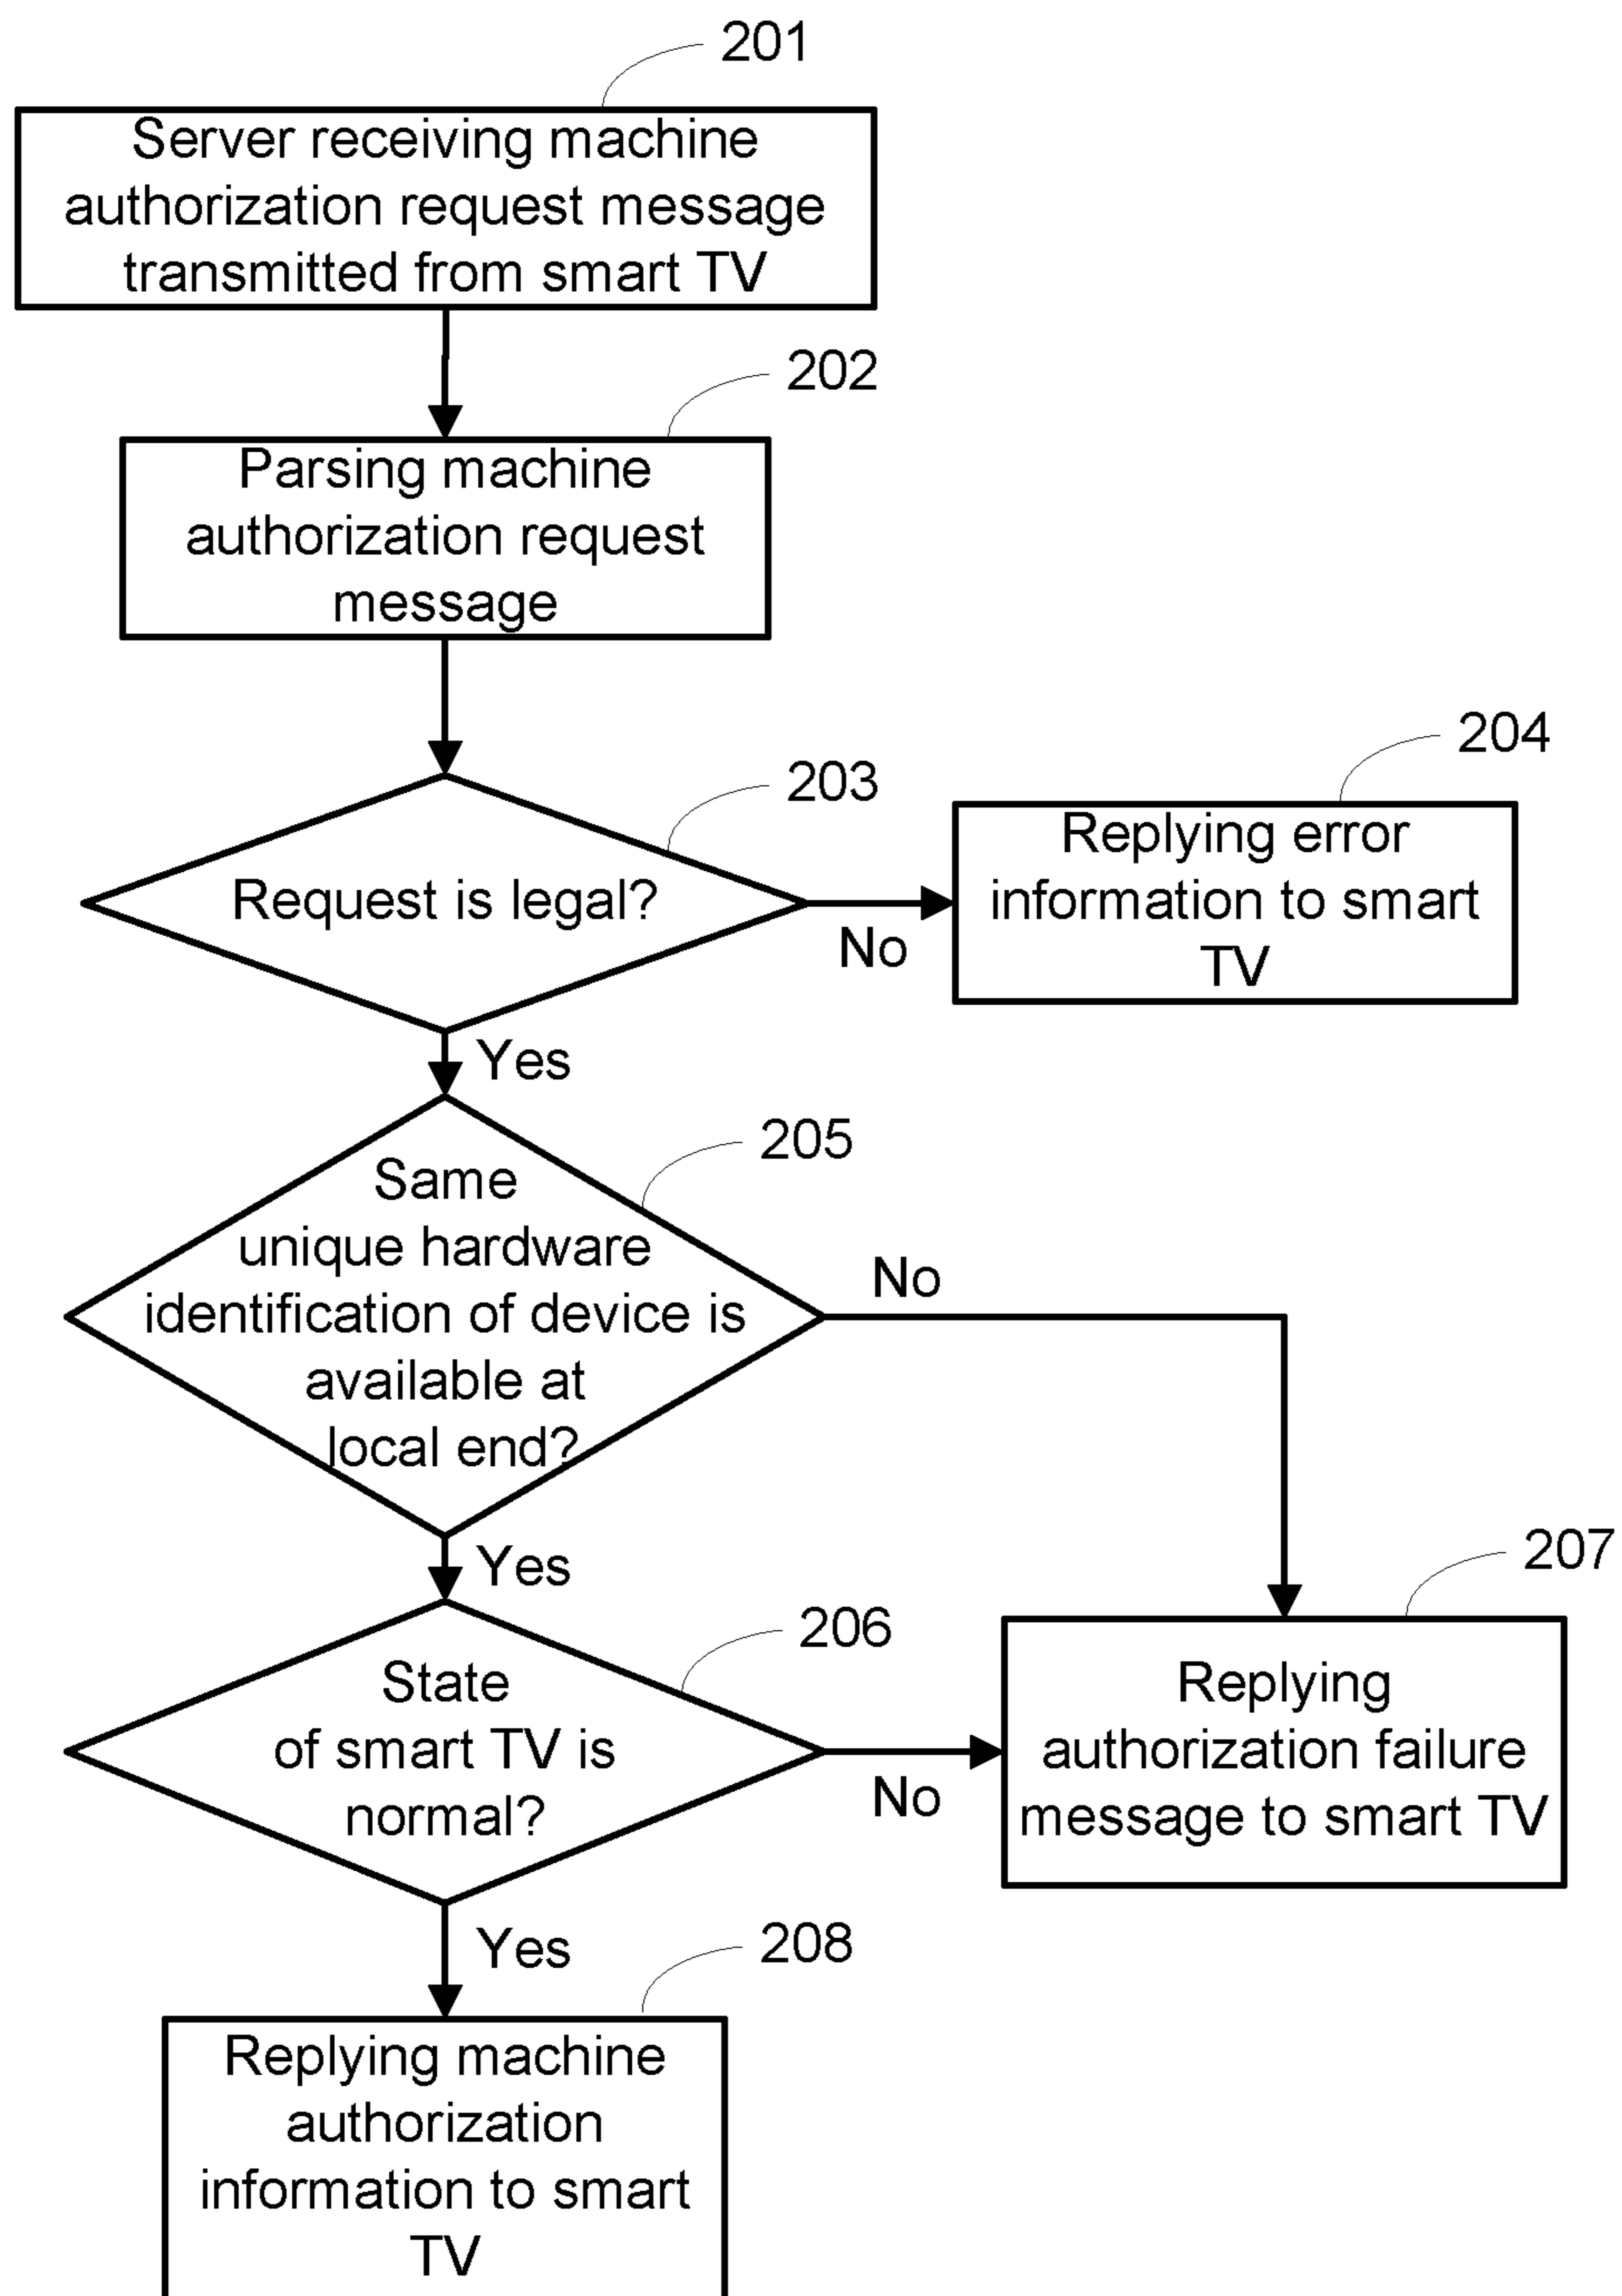 201
Server receiving machine
authorization request message
transmitted from smart TV
202
Parsing machine
authorization request
message
203
Request is legal?
No
204
Replying error
information to smart
TV
Yes
205
Same
unique hardware
identification of device is
available at
local end?
No
Yes
206
State
of smart TV is
normal?
No
207
Replying
authorization failure
message to smart TV
Yes
208
Replying machine
authorization
information to smart
TV